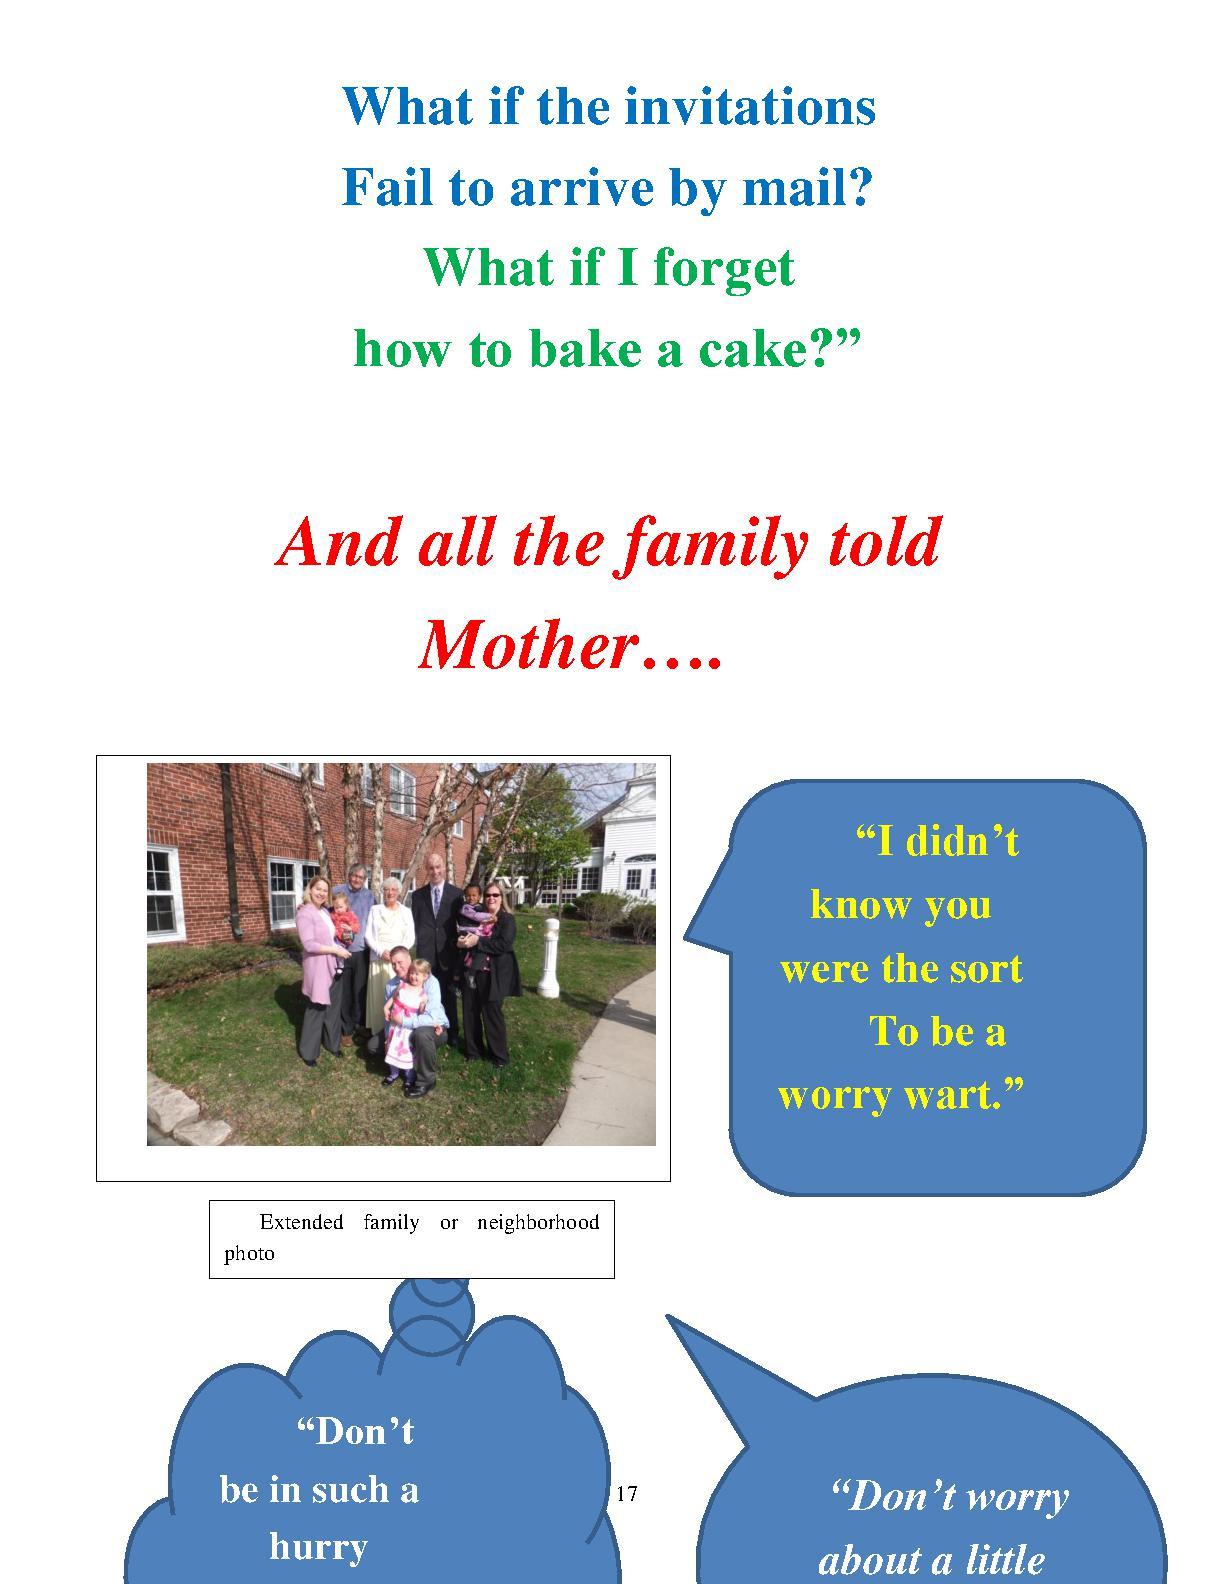 What if the invitations
Fail to arrive by mail?
What if I forget
how to bake a cake?”
And all the family told
Mother….
“I didn’t
know you
were the sort
To be a
worry wart.”
Extended family or neighborhood
photo
“Don’t
be in such a
hurry
17
“Don’t worry
about a little